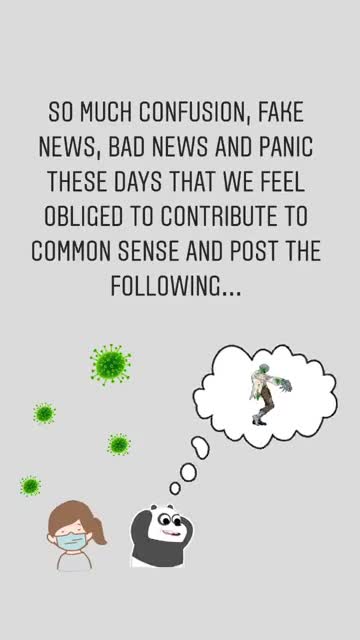 SO MUCH CONFUSION, FAKE
NEWS, BAD NEWS AND PANIC
THESE DAYS THAT WE FEEL
OBLIGED TO CONTRIBUTE TO
COMMON SENSE AND POST THE
FOLLOWING...